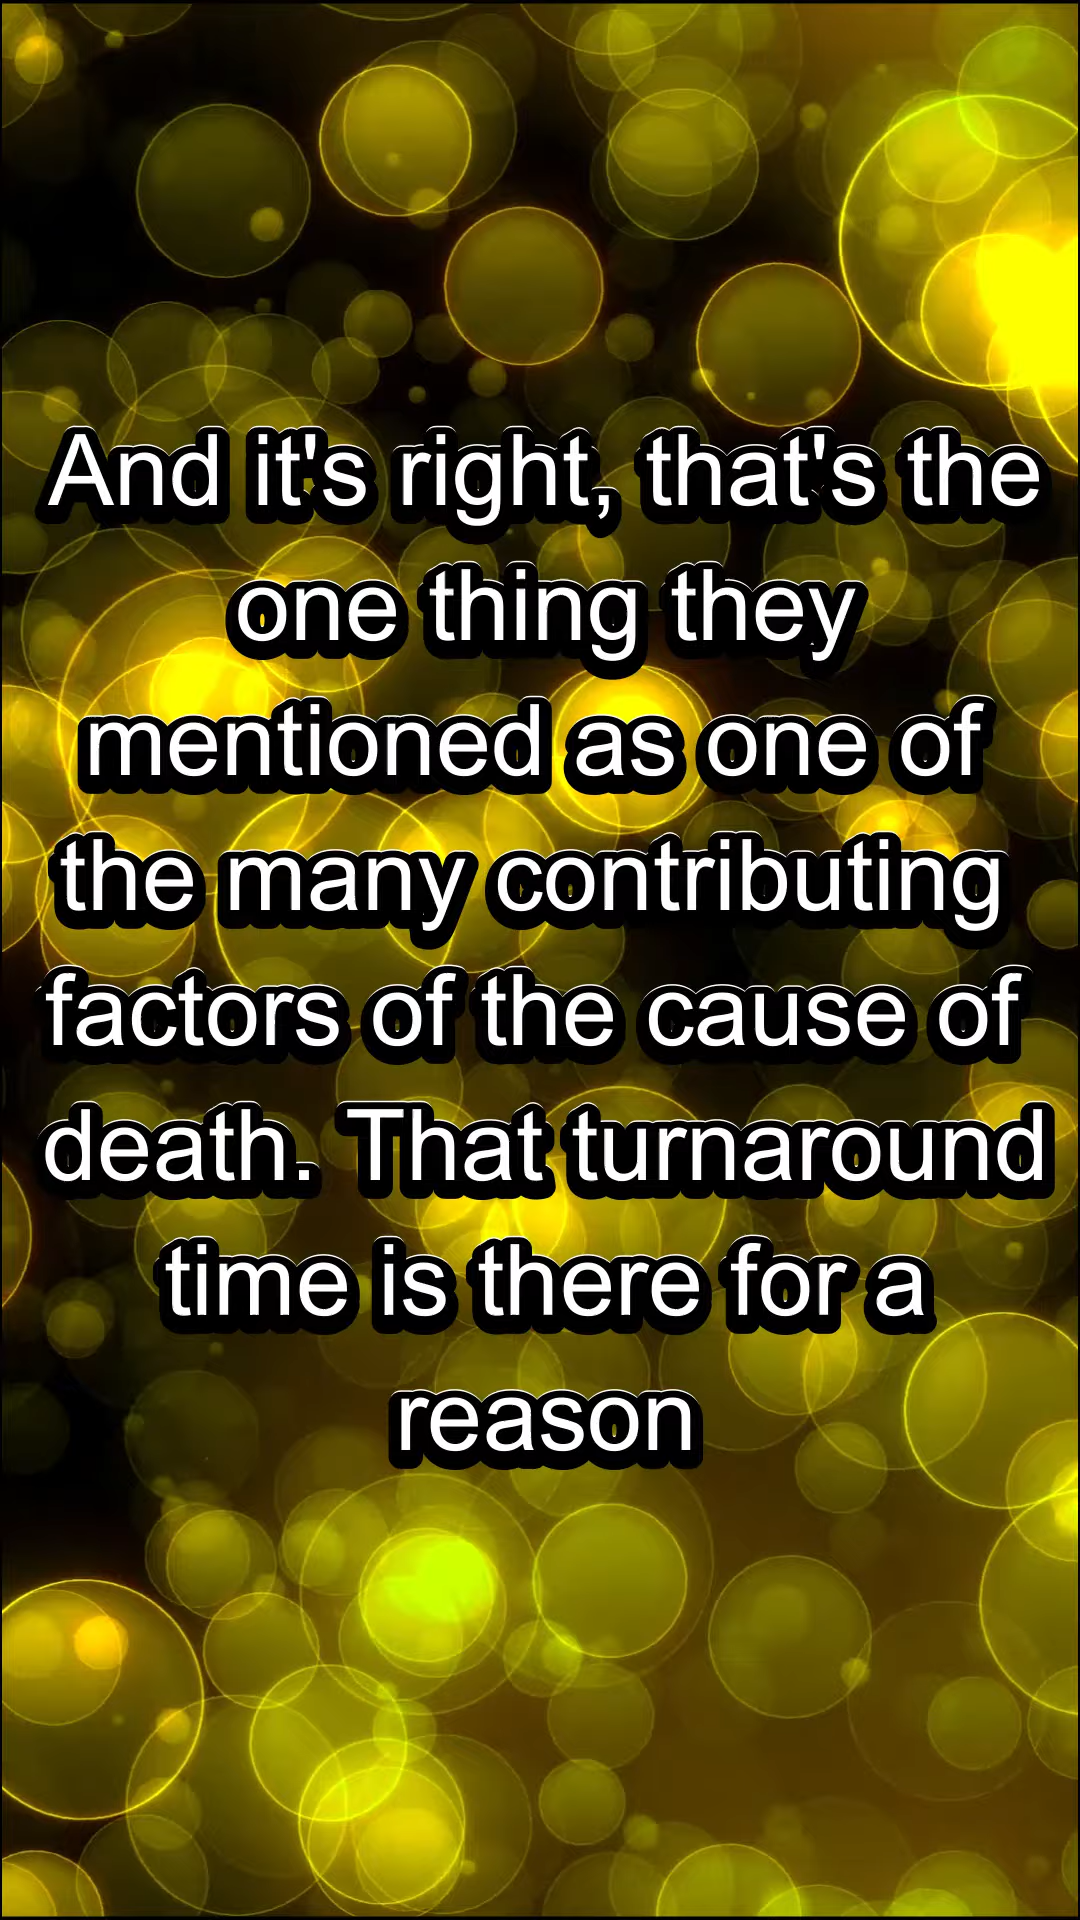 And it's right, that's the
one thing they
mentioned as one of
the many contributing
factors of the cause of
death. That turnaround
time is there for a
reason